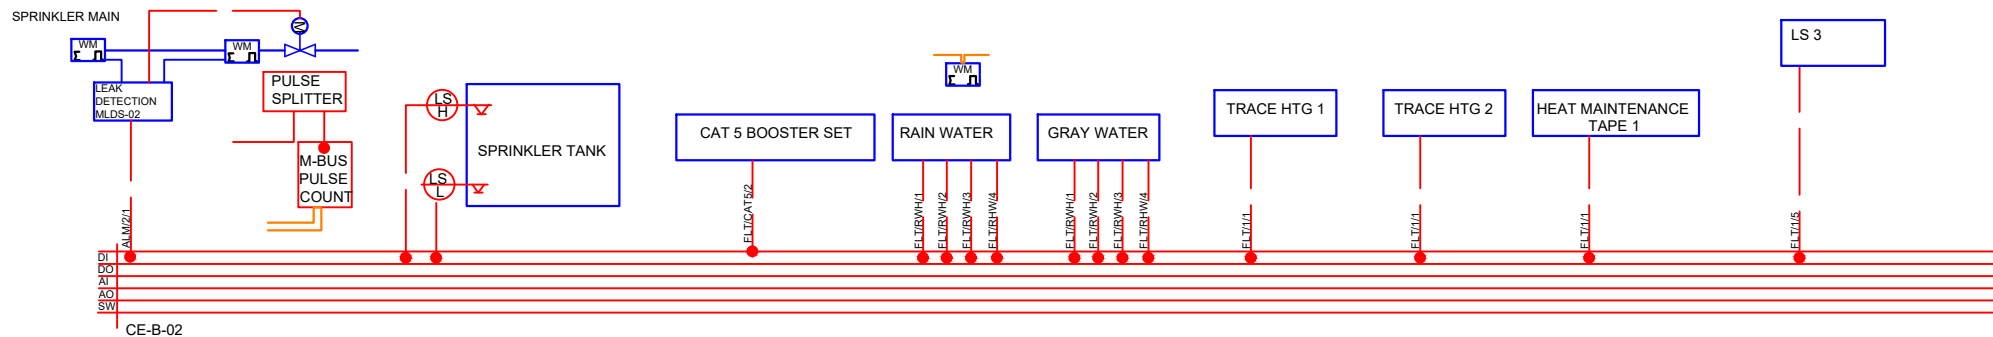 SPRINKLER MAIN
WM
WM
M
LEAK
DETECTION
MLDS-02
PULSE
SPLITTER
M-BUS
PULSE
COUNT
LS
H
LS
L
SPRINKLER TANK
CAT 5 BOOSTER SET
WM
RAIN WATER
GRAY WATER
TRACE HTG 1
TRACE HTG 2
HEAT MAINTENANCE
TAPE 1
LS 3
ALM/2/1
FLT/CAT5/2
FLT/RWH/1
FLT/RWH/2
FLT/RWH/3
FLT/RHW/4
FLT/RWH/1
FLT/RWH/2
FLT/RWH/3
FLT/RHW/4
FLT/1/1
FLT/1/1
FLT/1/1
FLT/1/5
DI
DO
AI
AO
SW
CE-B-02